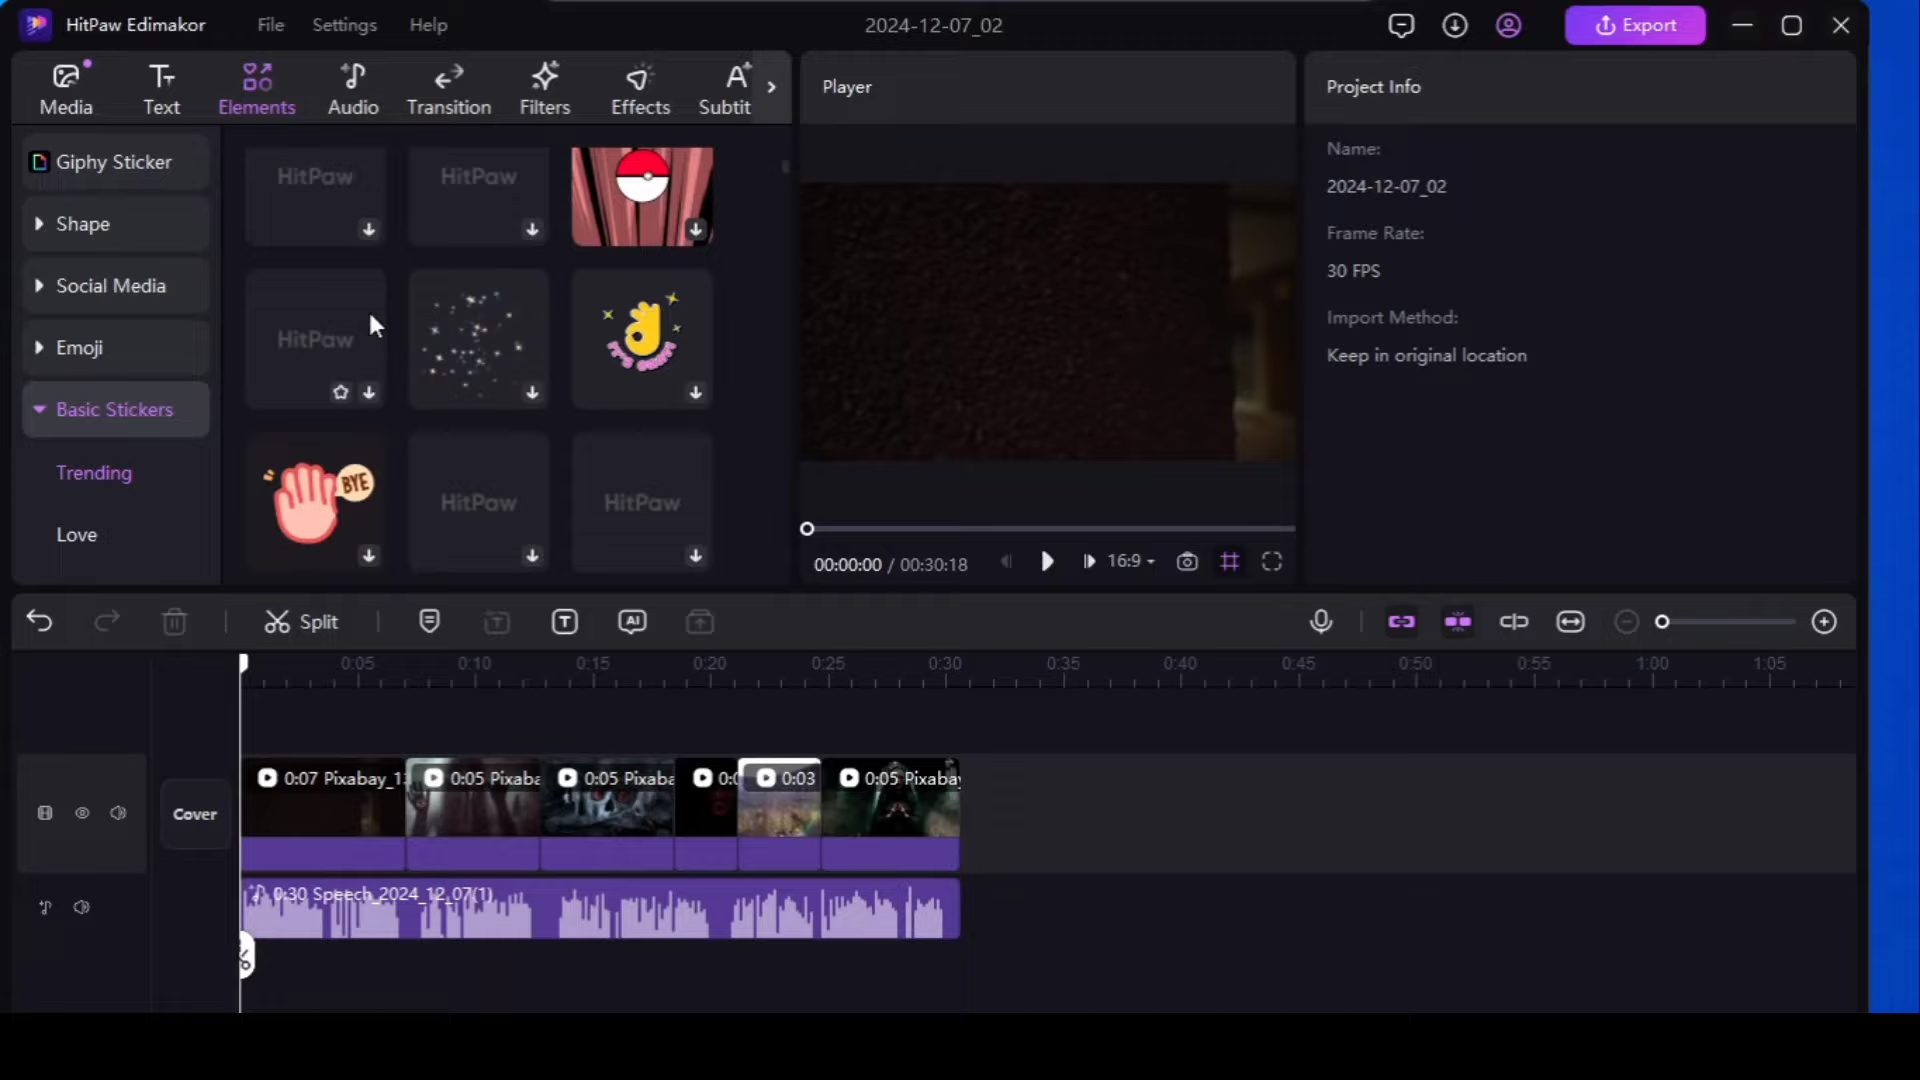 HitPaw Edimakor
File
Settings
Help
2024-12-07_02
Export
Media
Text
Elements
Audio
Transition
Filters
Effects
Subtit
Player
Project Info
Giphy Sticker
Shape
Social Media
Emoji
Basic Stickers
Trending
Love
HitPaw
HitPaw
HitPaw
BYE
HitPaw
HitPaw
Name:
2024-12-07_02
Frame Rate:
30 FPS
Import Method:
Keep in original location
00:00:00 / 00:30:18
16:9
Split
T
AI
0:05
0:10
0:15
0:20
0:25
0:30
0:35
0:40
0:45
0:50
0:55
1:00
1:05
Cover
0:07 Pixabay_1
0:05 Pixaba
0:05 Pixaba
0:0
0:03
0:05 Pixabay
0:30 Speech_2024_12_07(1)